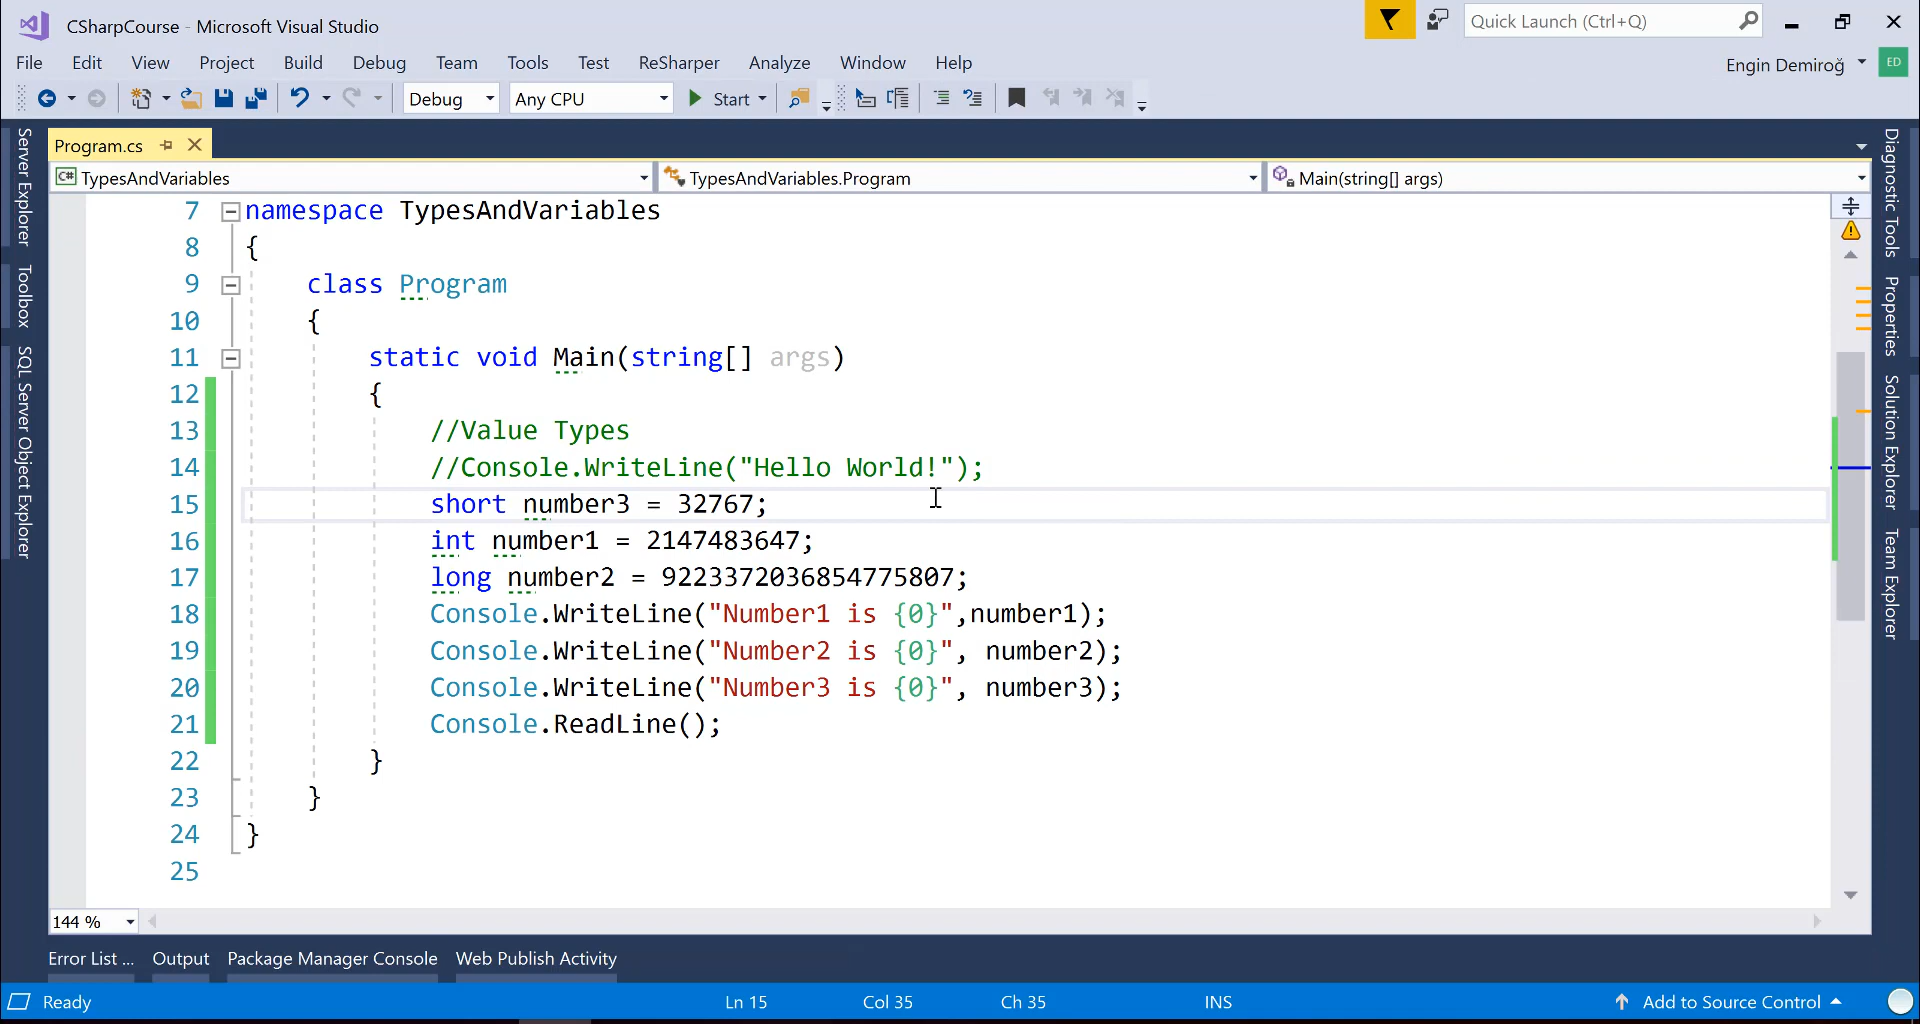 CSharpCourse - Microsoft Visual Studio
Quick Launch (Ctrl+Q)
File Edit View Project Build Debug Team Tools Test ReSharper Analyze Window Help
Engin Demiroğ
ED
Debug
Any CPU
Start
Server Explorer
Toolbox
SQL Server Object Explorer
Program.cs
C# TypesAndVariables
TypesAndVariables.Program
Main(string[] args)
7 namespace TypesAndVariables
8 {
9 class Program
10 {
11 static void Main(string[] args)
12 {
13 //Value Types
14 //Console.WriteLine("Hello World!");
15 short number3 = 32767;
16 int number1 = 2147483647;
17 long number2 = 9223372036854775807;
18 Console.WriteLine("Number1 is {0}",number1);
19 Console.WriteLine("Number2 is {0}", number2);
20 Console.WriteLine("Number3 is {0}", number3);
21 Console.ReadLine();
22 }
23 }
24 }
25
Diagnostic Tools
Properties
Solution Explorer
Team Explorer
144 %
Error List ... Output Package Manager Console Web Publish Activity
Ready
Ln 15 Col 35 Ch 35 INS
Add to Source Control